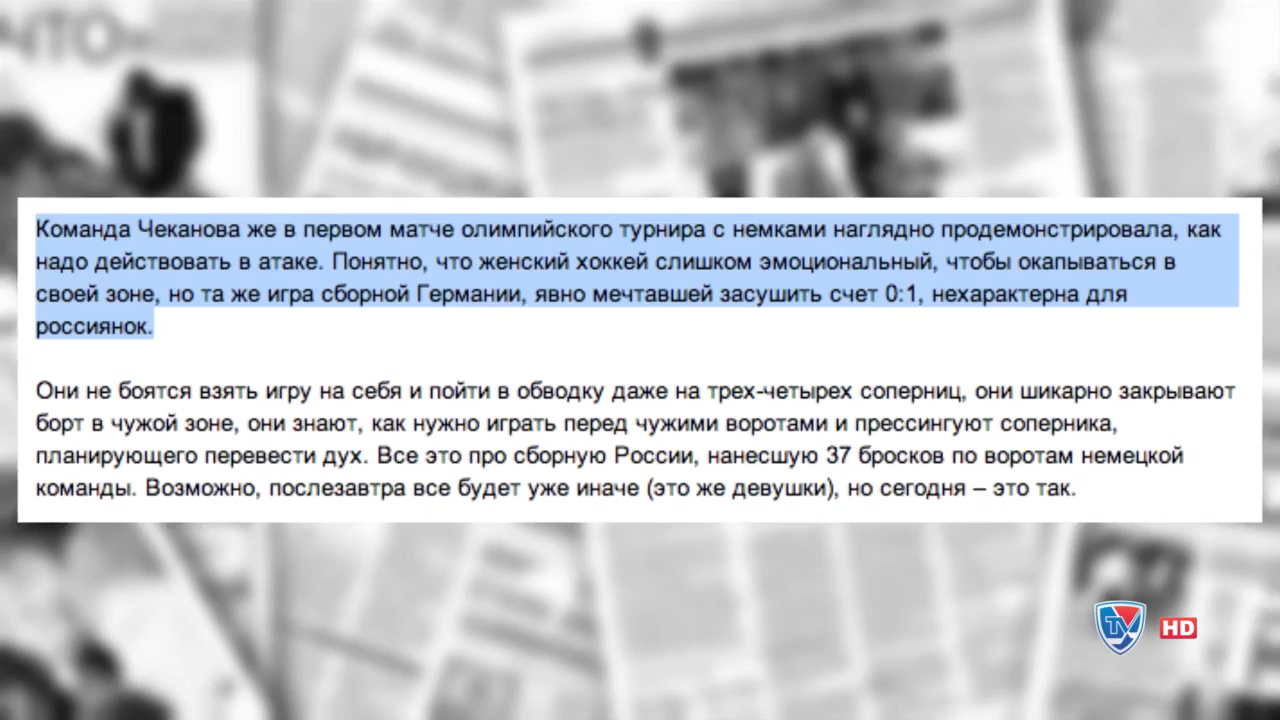 ЧТО
Команда Чеканова же в первом матче олимпийского турнира с немками наглядно продемонстрировала, как
надо действовать в атаке. Понятно, что женский хоккей слишком эмоциональный, чтобы окапываться в
своей зоне, но та же игра сборной Германии, явно мечтавшей засушить счет 0:1, нехарактерна для
россиянок.
Они не боятся взять игру на себя и пойти в обводку даже на трех-четырех соперниц, они шикарно закрывают
борт в чужой зоне, они знают, как нужно играть перед чужими воротами и прессингуют соперника,
планирующего перевести дух. Все это про сборную России, нанесшую 37 бросков по воротам немецкой
команды. Возможно, послезавтра все будет уже иначе (это же девушки), но сегодня – это так.
TV HD